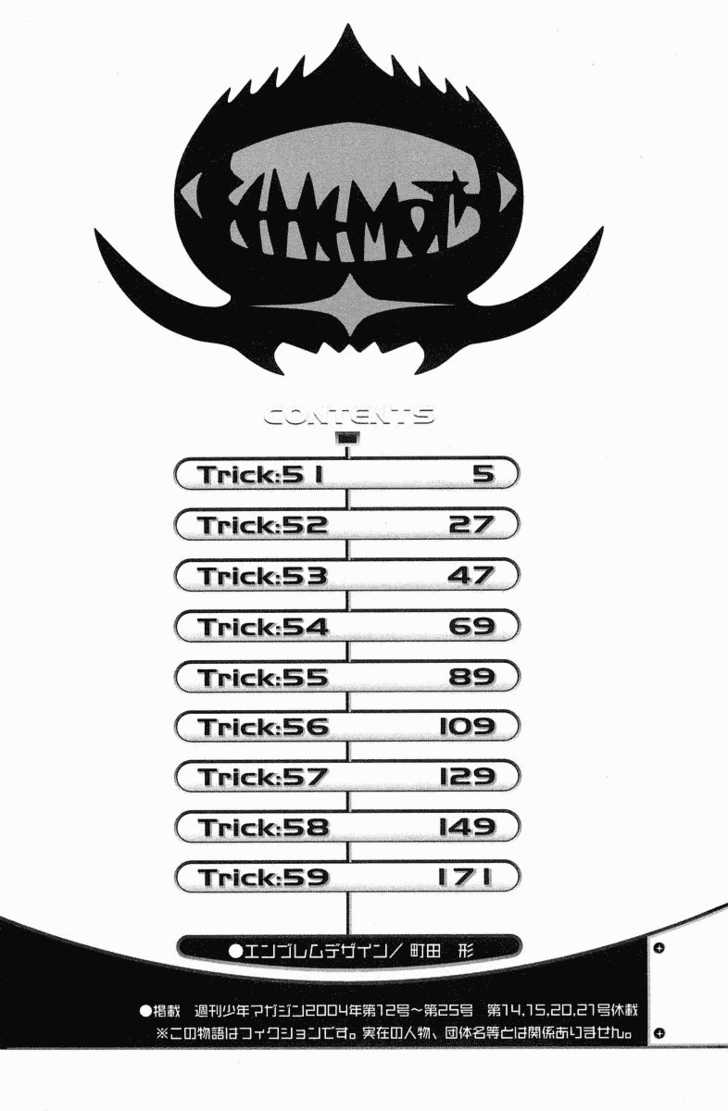 BEHEMOTH
CONTENTS
Trick:51 5
Trick:52 27
Trick:53 47
Trick:54 69
Trick:55 89
Trick:56 109
Trick:57 129
Trick:58 149
Trick:59 171
●エンブレムデザイン/ 町田 形
●掲載 週刊少年マガジン2004年第12号~第25号 第14,15,20,21号休載
※この物語はフィクションです。実在の人物、団体名等とは関係ありません。